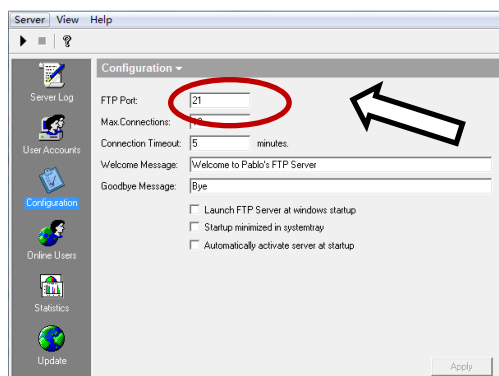 Server View Help
Configuration
Server Log
FTP Port: 21
Max.Connections:
User Accounts
Connection Timeout: 5 minutes.
Welcome Message: Welcome to Pablo's FTP Server
Goodbye Message: Bye
Configuration
Launch FTP Server at windows startup
Startup minimized in systemtray
Automatically activate server at startup
Online Users
Statistics
Update
Apply